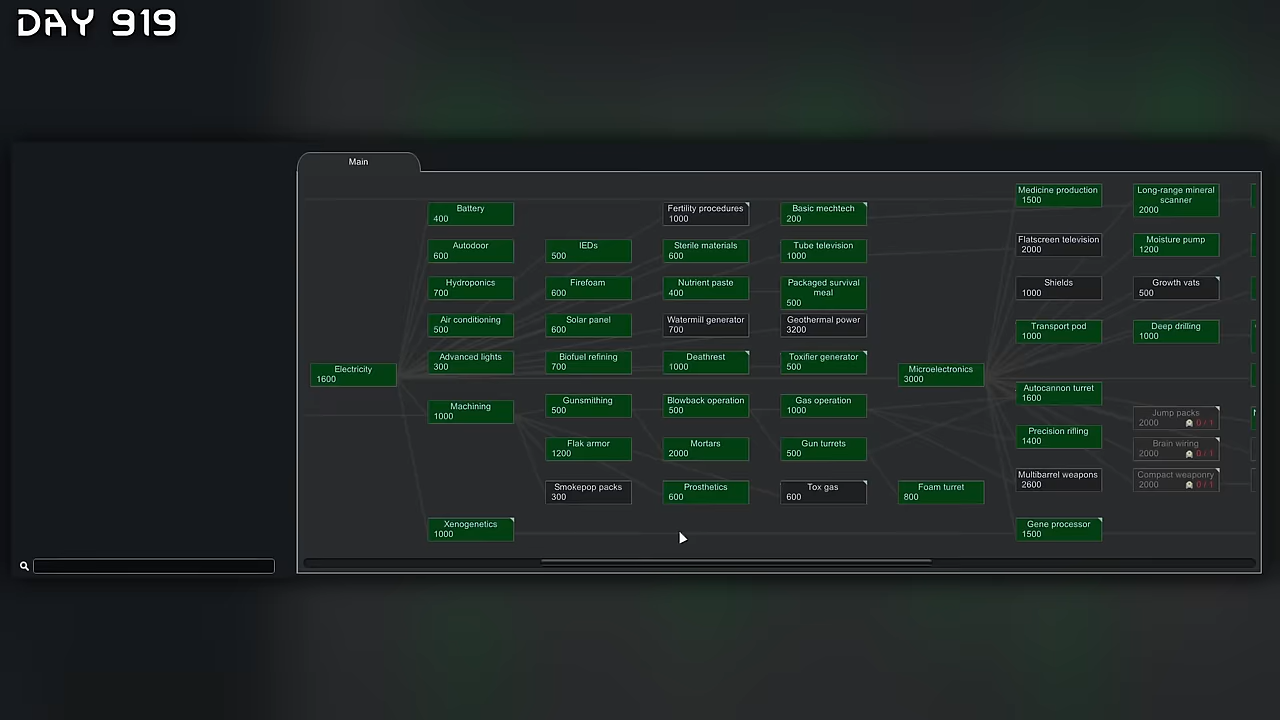 DAY 919
Main
Battery
400
Autodoor
600
Hydroponics
700
Air conditioning
500
Electricity
1600
Advanced lights
300
Machining
1000
Xenogenetics
1000
IEDs
500
Firefoam
600
Solar panel
600
Biofuel refining
700
Gunsmithing
500
Flak armor
1200
Smokepop packs
300
Fertility procedures
1000
Sterile materials
600
Nutrient paste
400
Watermill generator
700
Deathrest
1000
Blowback operation
500
Mortars
2000
Prosthetics
600
Basic mechtech
200
Tube television
1000
Packaged survival
meal
500
Geothermal power
3200
Toxifier generator
500
Gas operation
1000
Gun turrets
500
Tox gas
600
Microelectronics
3000
Foam turret
800
Medicine production
1500
Flatscreen television
2000
Shields
1000
Transport pod
1000
Autocannon turret
1600
Precision rifling
1400
Multibarrel weapons
2600
Gene processor
1500
Long-range mineral
scanner
2000
Moisture pump
1200
Growth vats
500
Deep drilling
1000
Jump packs
2000 0 / 1
Brain wiring
2000 0 / 1
Compact weaponry
2000 0 / 1